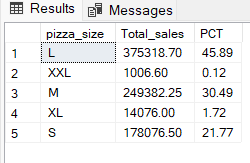 Results Messages
pizza_size Total_sales PCT
1 L 375318.70 45.89
2 XXL 1006.60 0.12
3 M 249382.25 30.49
4 XL 14076.00 1.72
5 S 178076.50 21.77